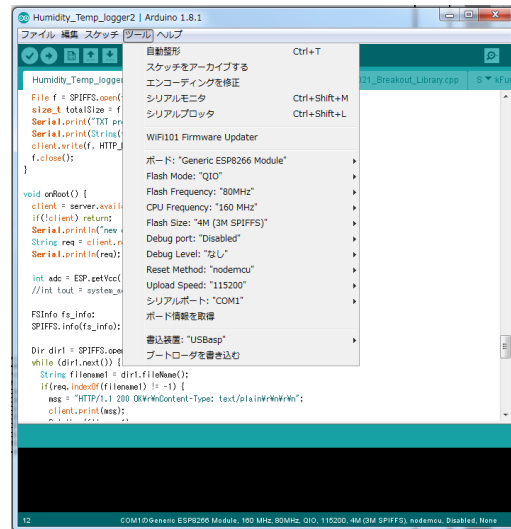 Humidity_Temp_logger2 | Arduino 1.8.1
ファイル 編集 スケッチ ツール ヘルプ
自動整形 Ctrl+T
スケッチをアーカイブする
エンコーディングを修正
シリアルモニタ Ctrl+Shift+M
シリアルプロッタ Ctrl+Shift+L
WiFi101 Firmware Updater
ボード: "Generic ESP8266 Module"
Flash Mode: "QIO"
Flash Frequency: "80MHz"
CPU Frequency: "160 MHz"
Flash Size: "4M (3M SPIFFS)"
Debug port: "Disabled"
Debug Level: "なし"
Reset Method: "nodemcu"
Upload Speed: "115200"
シリアルポート: "COM1"
ボード情報を取得
書込装置: "USBasp"
ブートローダを書き込む
Humidity_Temp_logger
21_Breakout_Library.cpp
File f = SPIFFS.open(
size_t totalSize = f
Serial.print("TXT pr
Serial.print(String(
client.write(f, HTTP_
f.close();
}
void onRoot() {
client = server.avail
if(!client) return;
Serial.println("new
String req = client.r
Serial.println(req);
int adc = ESP.getVcc(
//int tout = system_a
FSInfo fs_info;
SPIFFS.info(fs_info);
Dir dir1 = SPIFFS.ope
while (dir1.next()) {
String filename1 = dir1.fileName();
if(req.indexOf(filename1) != -1) {
msg = "HTTP/1.1 200 OK¥r¥nContent-Type: text/plain¥r¥n¥r¥n";
client.print(msg);
12 COM1のGeneric ESP8266 Module, 160 MHz, 80MHz, QIO, 115200, 4M (3M SPIFFS), nodemcu, Disabled, None